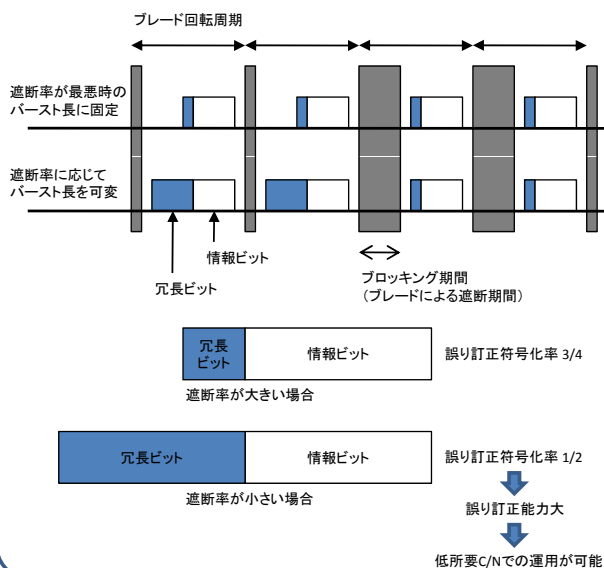 ブレード回転周期
遮断率が最悪時の
バースト長に固定
遮断率に応じて
バースト長を可変
情報ビット
冗長ビット
ブロッキング期間
（ブレードによる遮断期間）
冗長
ビット
情報ビット
誤り訂正符号化率 3/4
遮断率が大きい場合
冗長ビット
情報ビット
誤り訂正符号化率 1/2
遮断率が小さい場合
誤り訂正能力大
低所要C/Nでの運用が可能